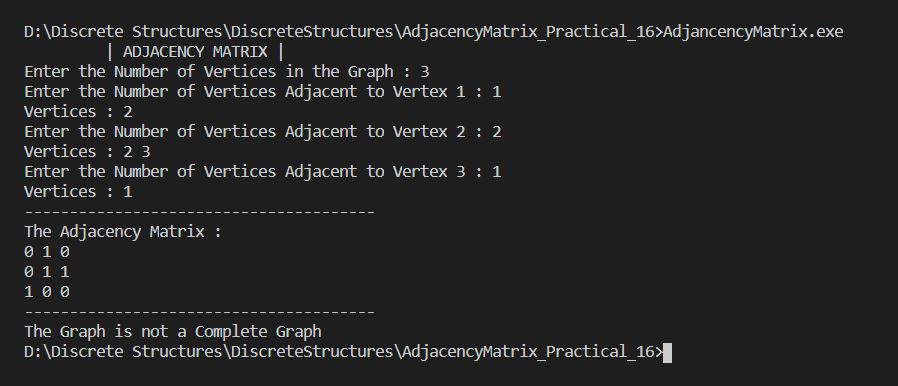 D:\Discrete Structures\DiscreteStructures\AdjacencyMatrix_Practical_16>AdjancencyMatrix.exe
| ADJACENCY MATRIX |
Enter the Number of Vertices in the Graph : 3
Enter the Number of Vertices Adjacent to Vertex 1 : 1
Vertices : 2
Enter the Number of Vertices Adjacent to Vertex 2 : 2
Vertices : 2 3
Enter the Number of Vertices Adjacent to Vertex 3 : 1
Vertices : 1
---------------------------------------
The Adjacency Matrix :
0 1 0
0 1 1
1 0 0
---------------------------------------
The Graph is not a Complete Graph
D:\Discrete Structures\DiscreteStructures\AdjacencyMatrix_Practical_16>